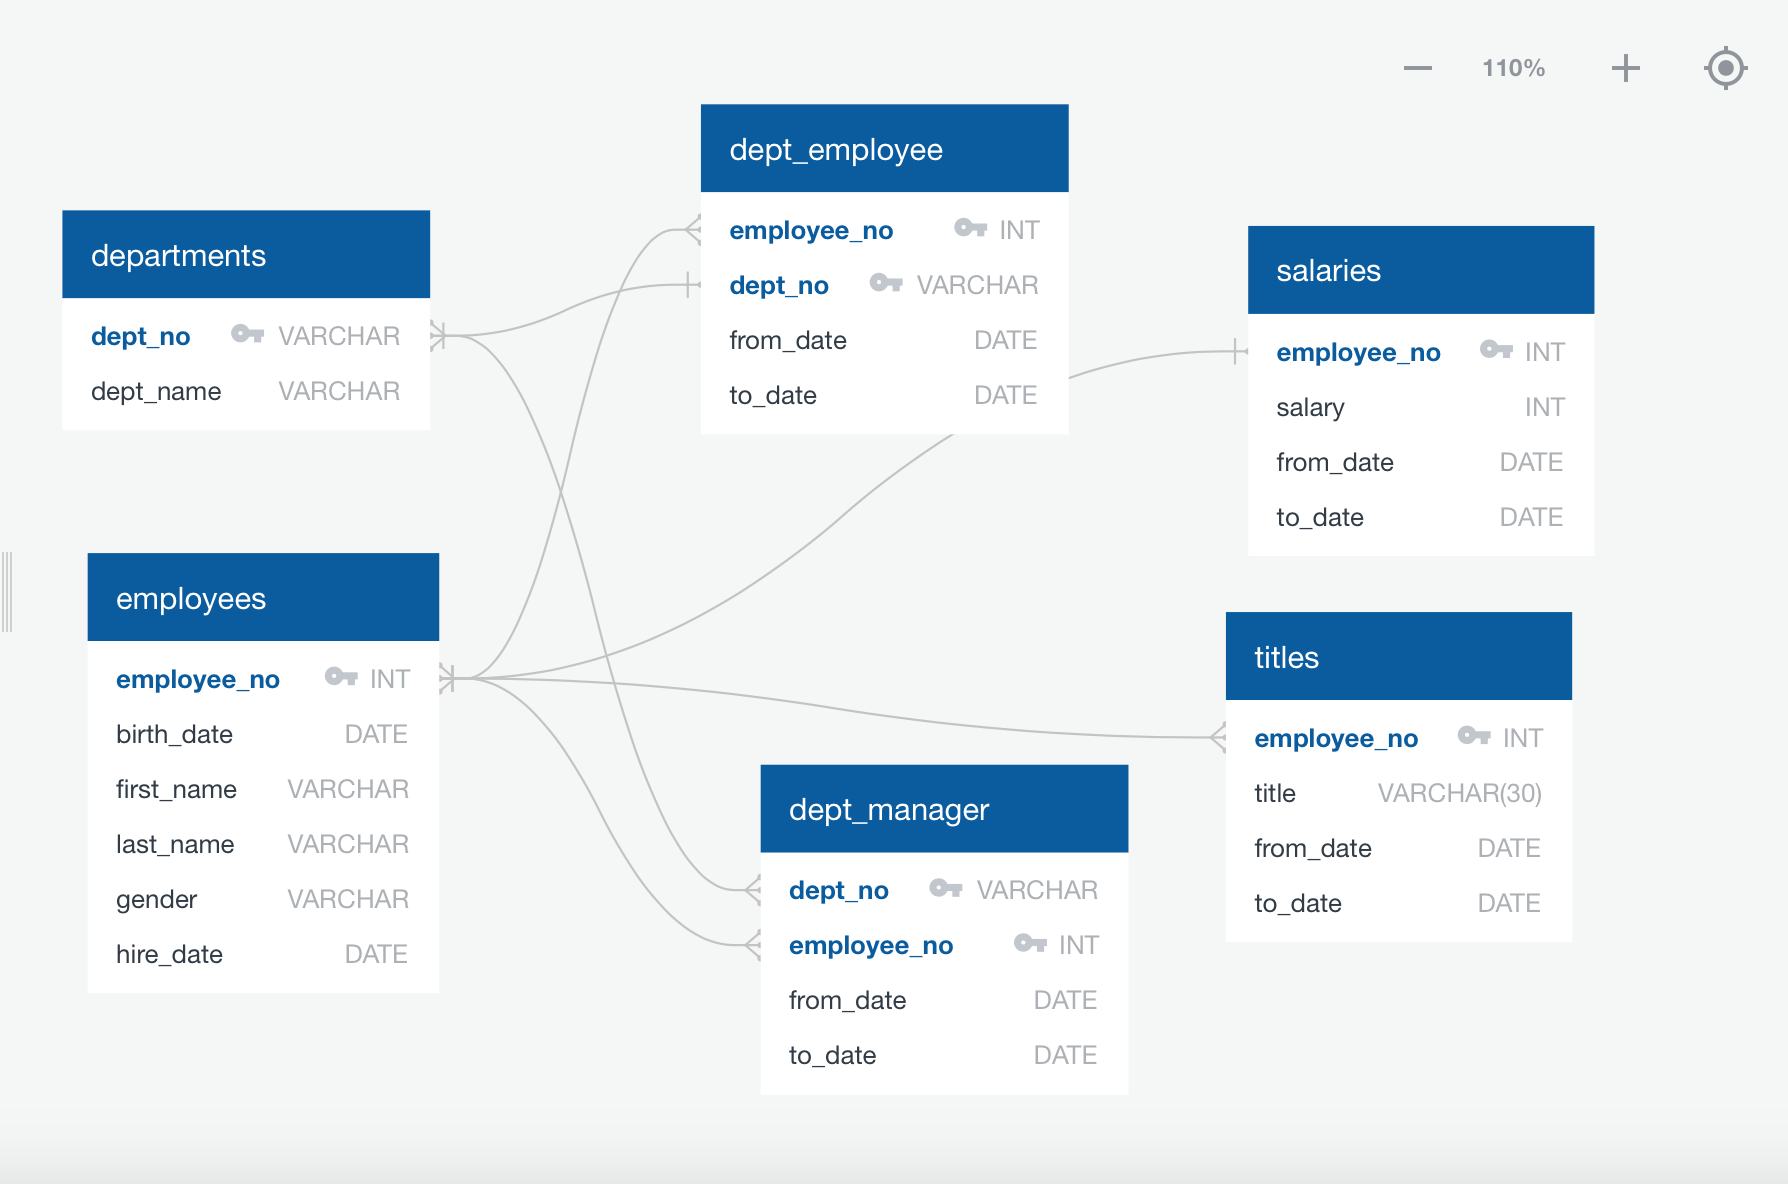 110%
departments
dept_no VARCHAR
dept_name VARCHAR
dept_employee
employee_no INT
dept_no VARCHAR
from_date DATE
to_date DATE
salaries
employee_no INT
salary INT
from_date DATE
to_date DATE
employees
employee_no INT
birth_date DATE
first_name VARCHAR
last_name VARCHAR
gender VARCHAR
hire_date DATE
dept_manager
dept_no VARCHAR
employee_no INT
from_date DATE
to_date DATE
titles
employee_no INT
title VARCHAR(30)
from_date DATE
to_date DATE